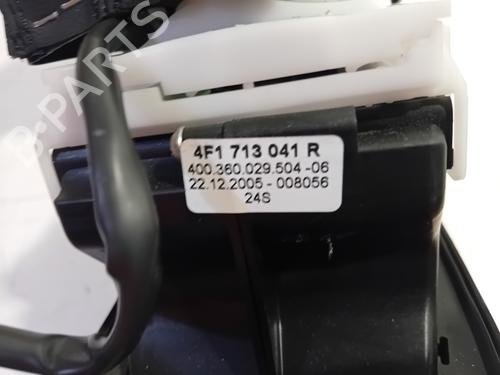 B-PARTS
4F1 713 041 R
400.360.029.504 -06
22.12.2005 - 008056
24S